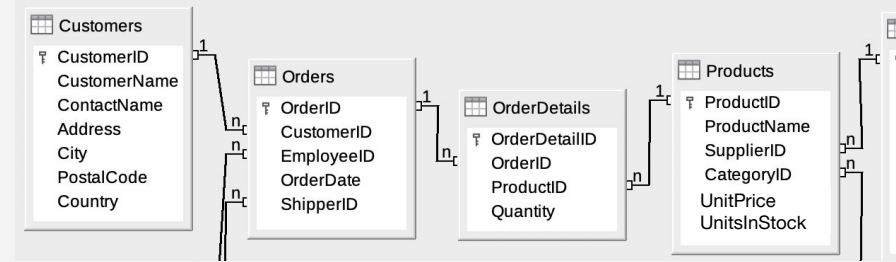 Customers
CustomerID
CustomerName
ContactName
Address
City
PostalCode
Country
1
n
n
n
Orders
OrderID
CustomerID
EmployeeID
OrderDate
ShipperID
1
n
OrderDetails
OrderDetailID
OrderID
ProductID
Quantity
1
n
Products
ProductID
ProductName
SupplierID
CategoryID
UnitPrice
UnitsInStock
1
n
n